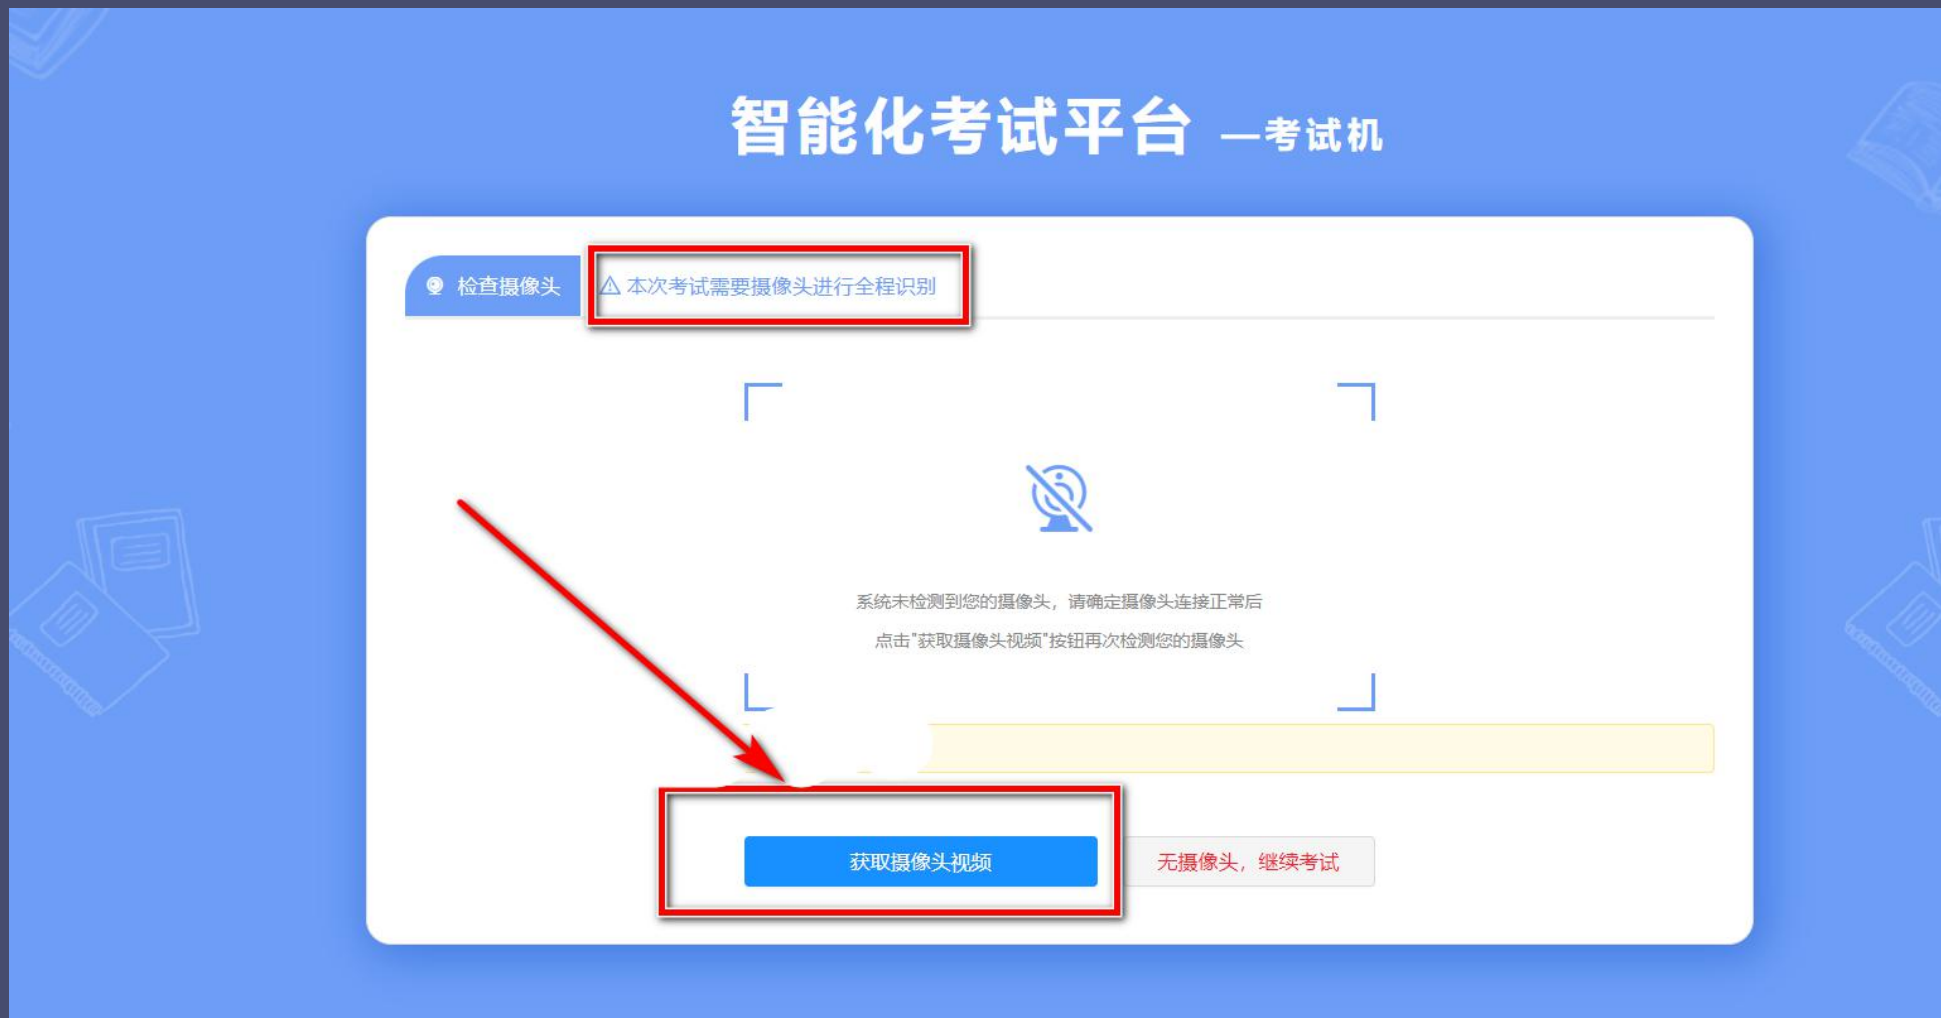 智能化考试平台 —考试机
检查摄像头
本次考试需要摄像头进行全程识别
系统未检测到您的摄像头，请确定摄像头连接正常后
点击"获取摄像头视频"按钮再次检测您的摄像头
获取摄像头视频
无摄像头，继续考试